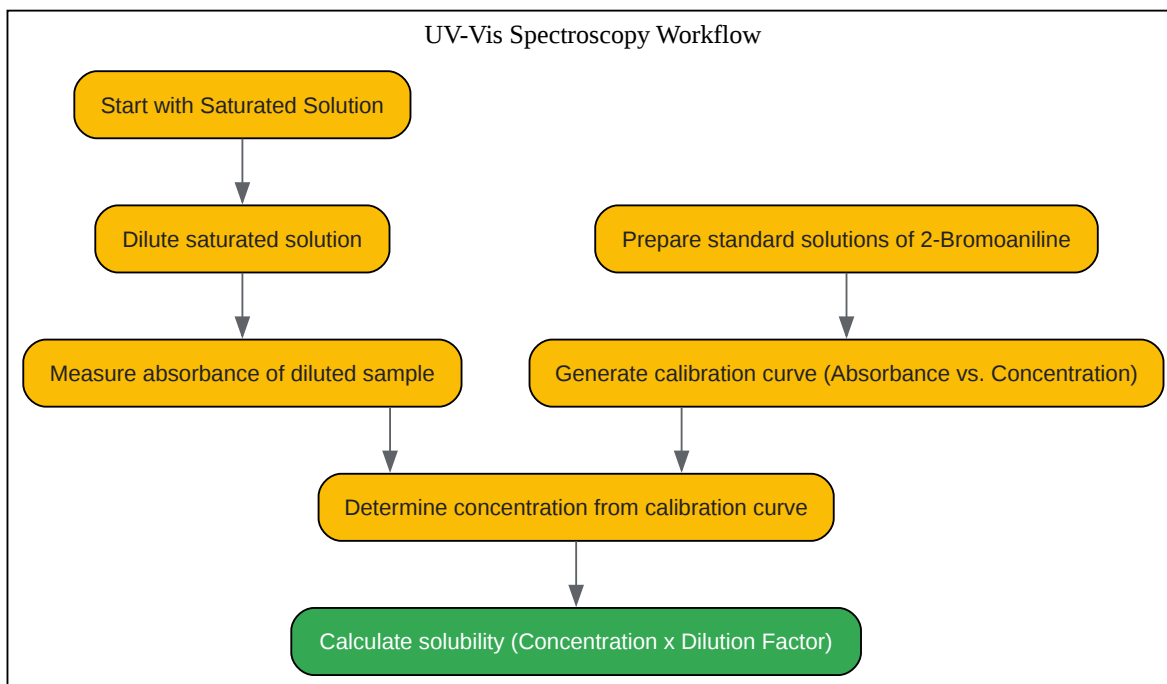 UV-Vis Spectroscopy Workflow
Start with Saturated Solution
Dilute saturated solution
Prepare standard solutions of 2-Bromoaniline
Measure absorbance of diluted sample
Generate calibration curve (Absorbance vs. Concentration)
Determine concentration from calibration curve
Calculate solubility (Concentration x Dilution Factor)